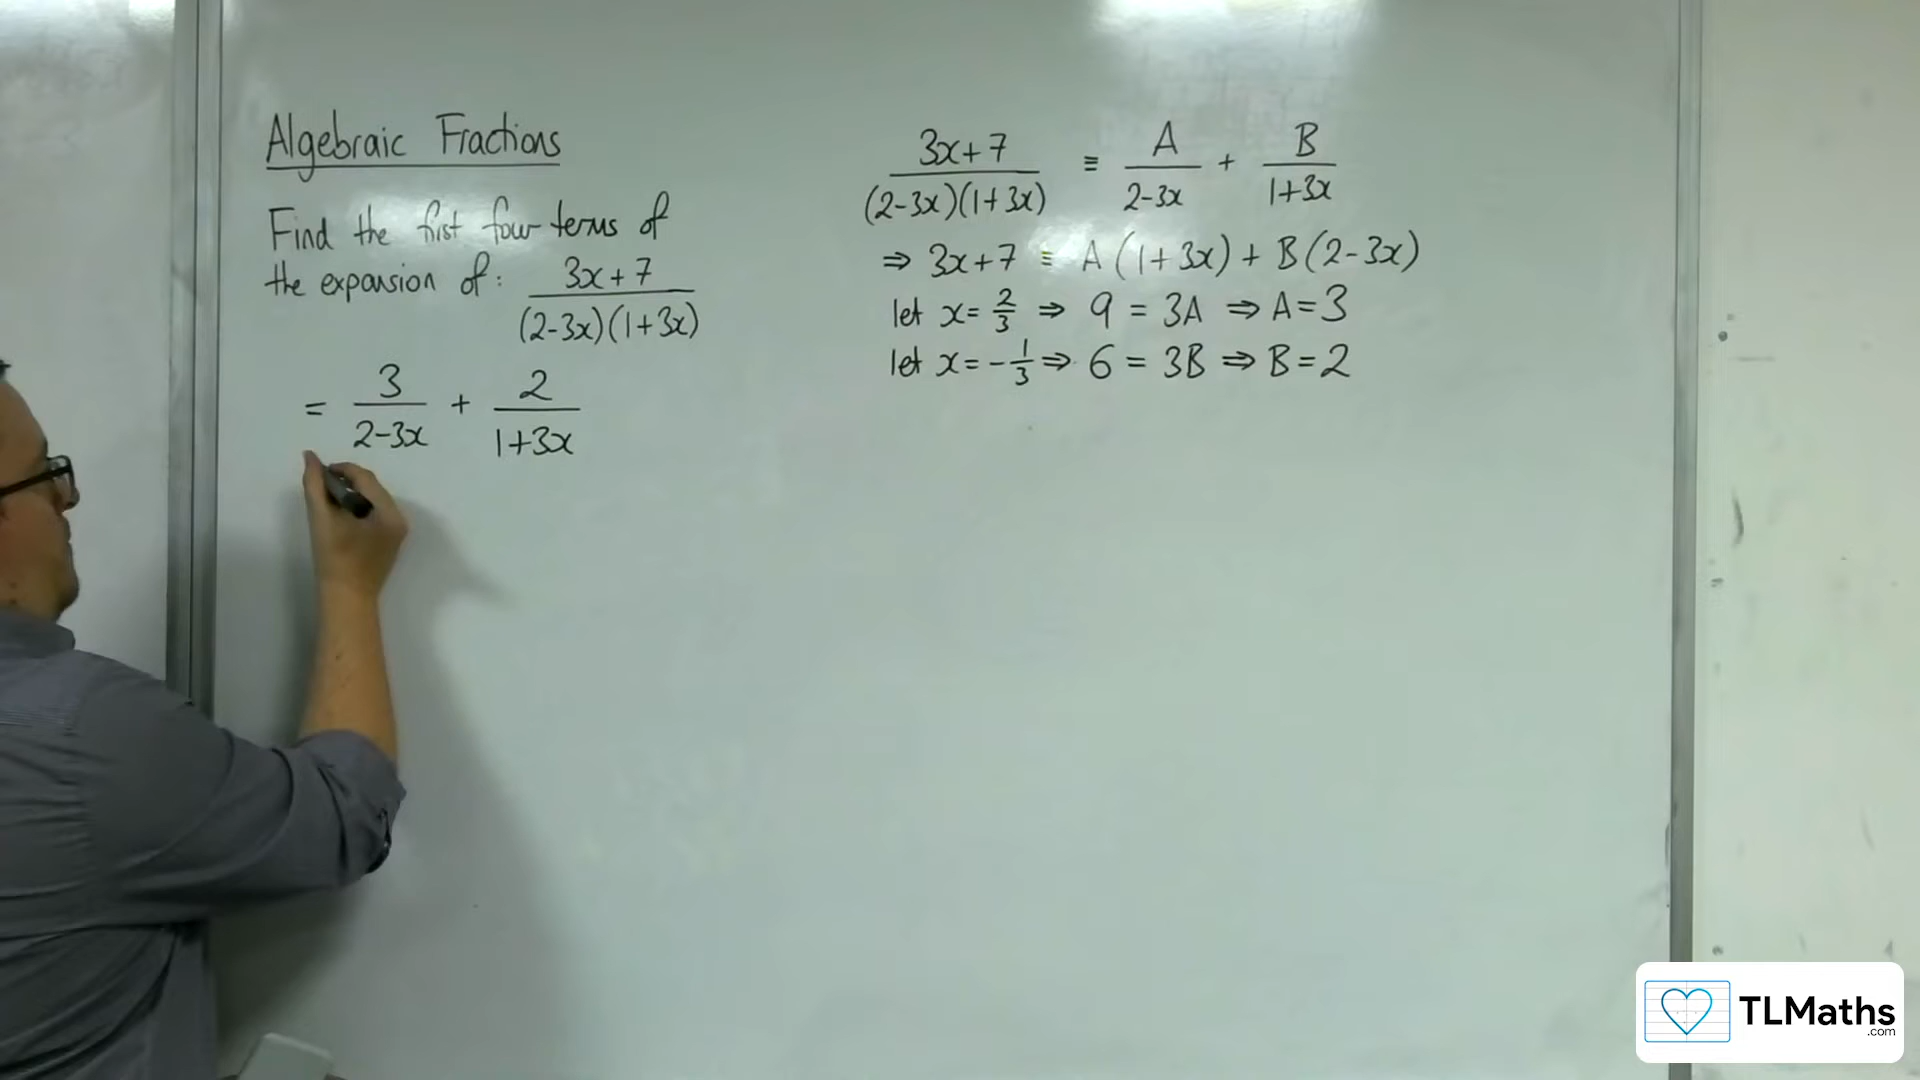 Algebraic Fractions
Find the first four terms of
the expansion of: (3x+7)/((2-3x)(1+3x))
= 3/(2-3x) + 2/(1+3x)
(3x+7)/((2-3x)(1+3x)) ≡ A/(2-3x) + B/(1+3x)
⇒ 3x+7 ≡ A(1+3x) + B(2-3x)
let x = 2/3 ⇒ 9 = 3A ⇒ A = 3
let x = -1/3 ⇒ 6 = 3B ⇒ B = 2
TLMaths
.com